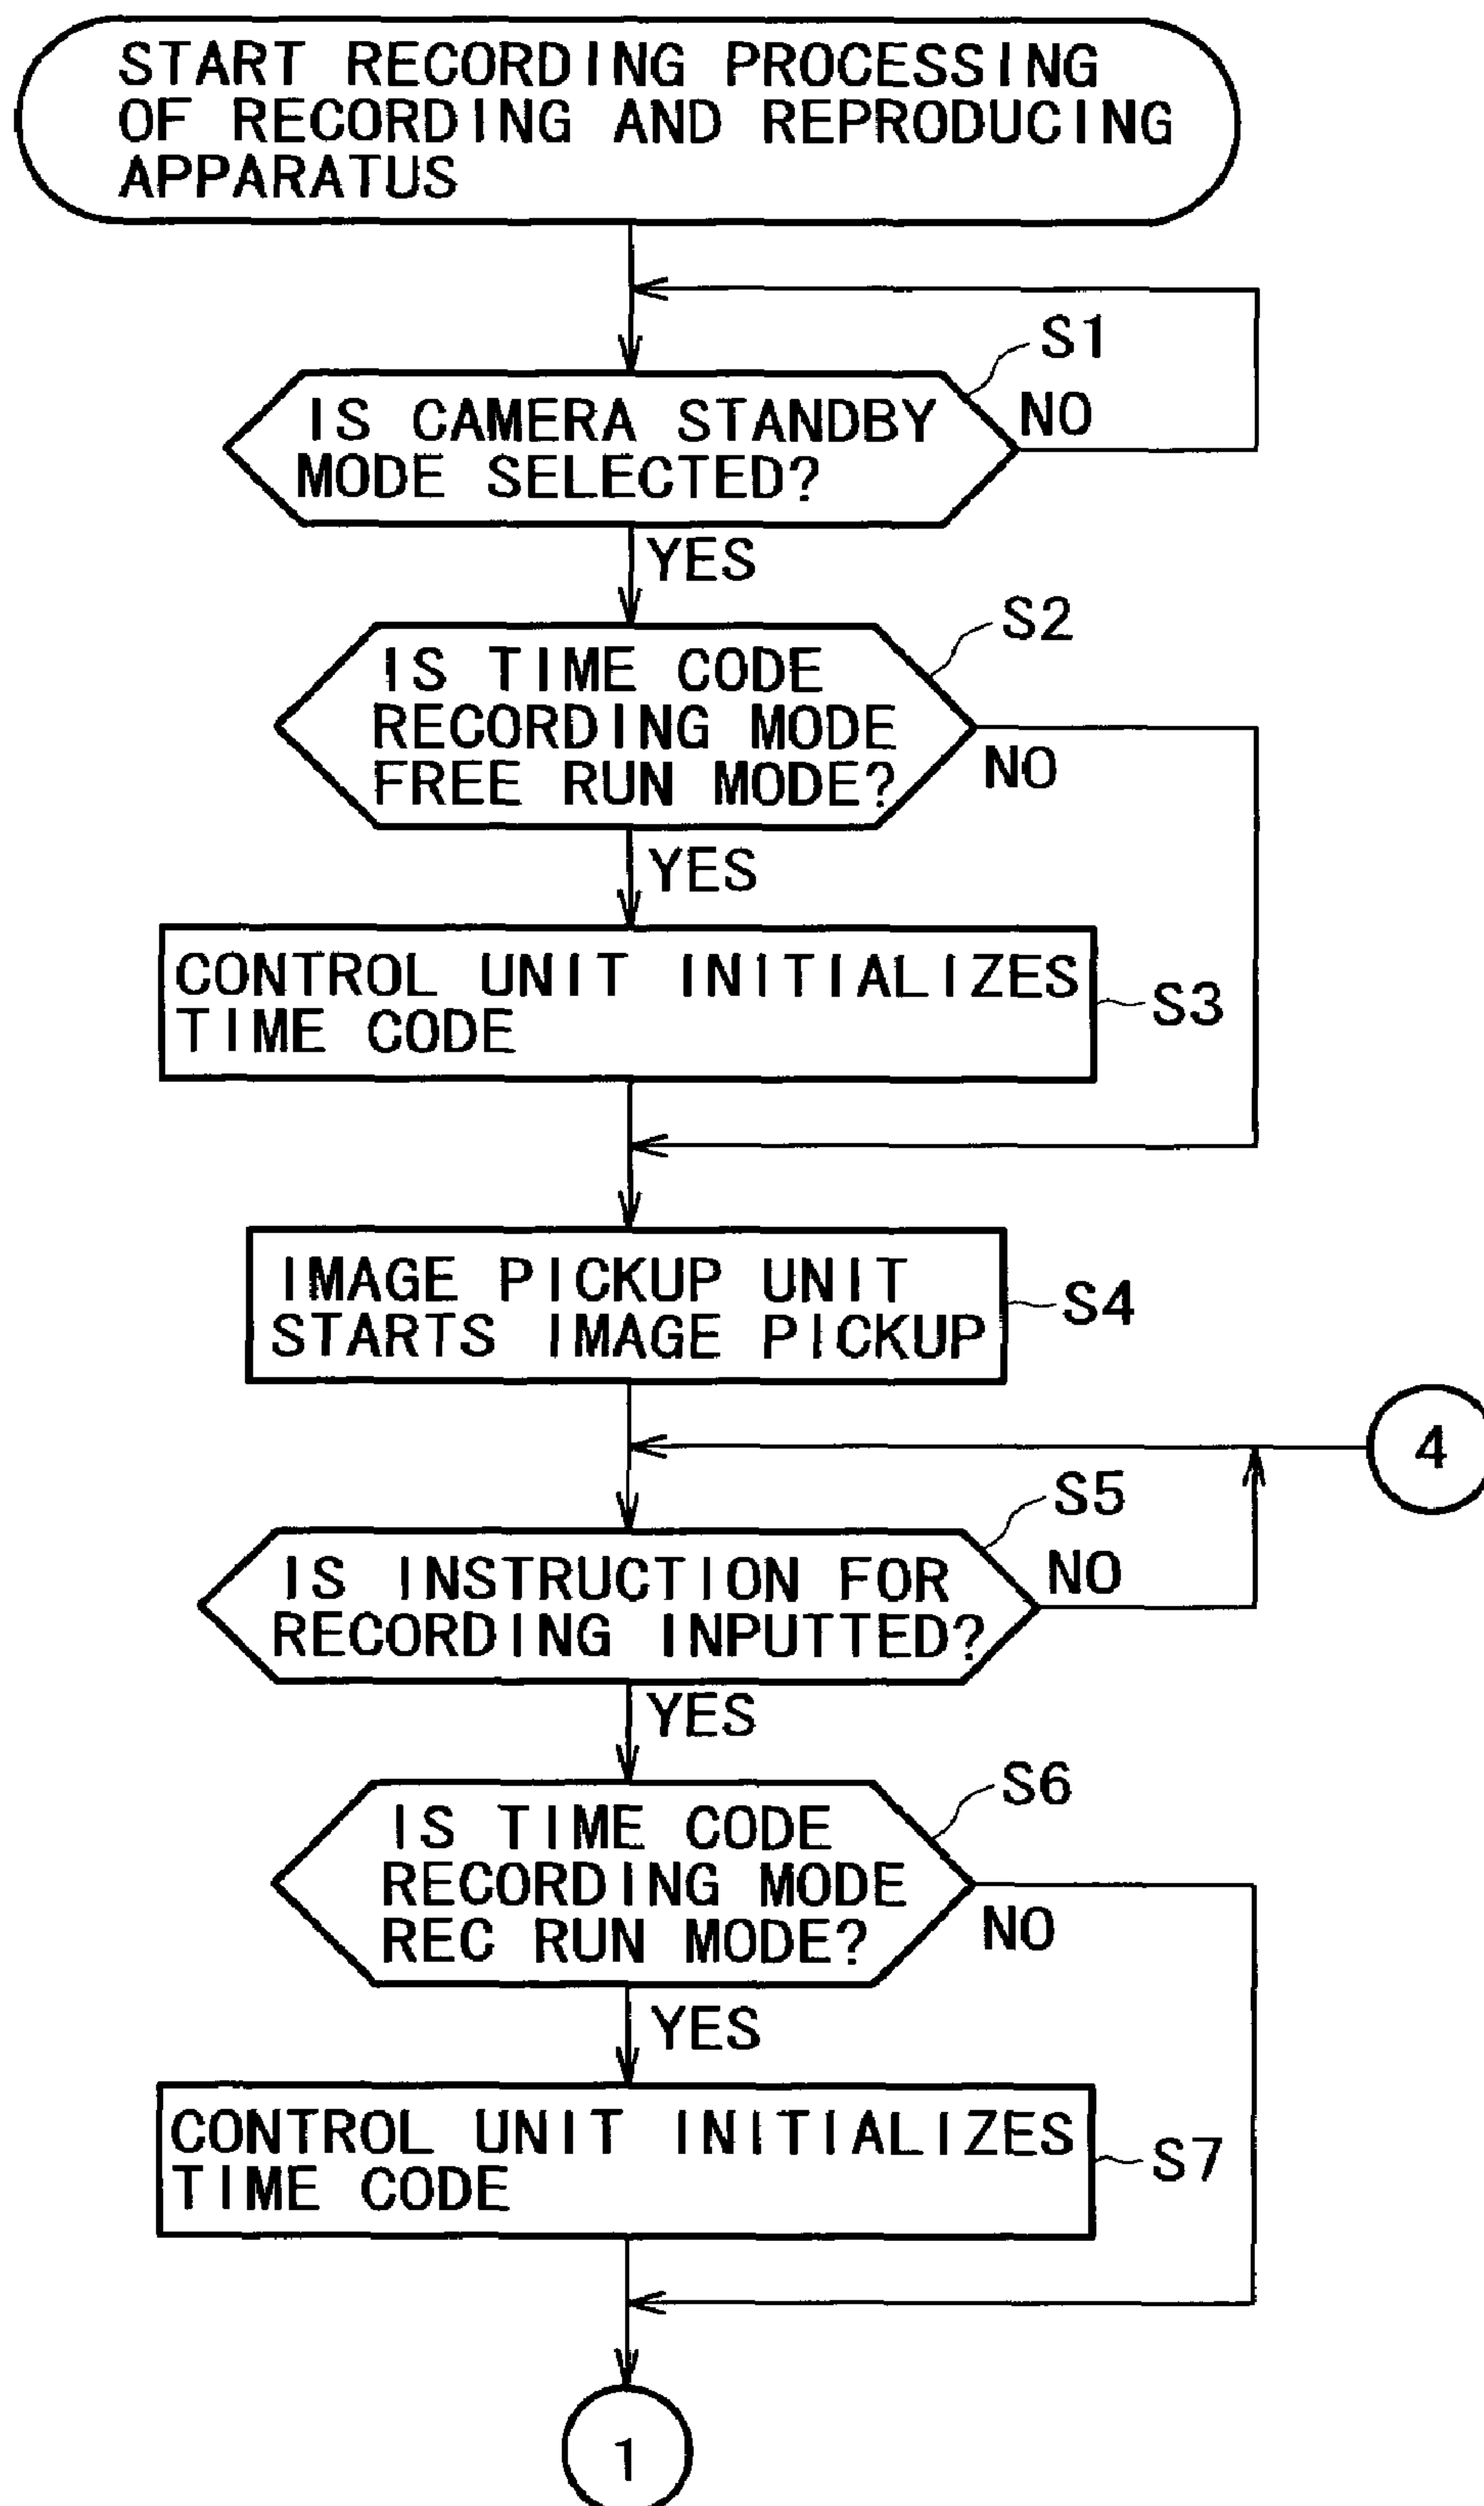 START RECORDING PROCESSING
OF RECORDING AND REPRODUCING
APPARATUS
S1
IS CAMERA STANDBY
MODE SELECTED?
NO
YES
S2
IS TIME CODE
RECORDING MODE
FREE RUN MODE?
NO
YES
CONTROL UNIT INITIALIZES
TIME CODE
S3
IMAGE PICKUP UNIT
STARTS IMAGE PICKUP
S4
4
S5
IS INSTRUCTION FOR
RECORDING INPUTTED?
NO
YES
S6
IS TIME CODE
RECORDING MODE
REC RUN MODE?
NO
YES
CONTROL UNIT INITIALIZES
TIME CODE
S7
1